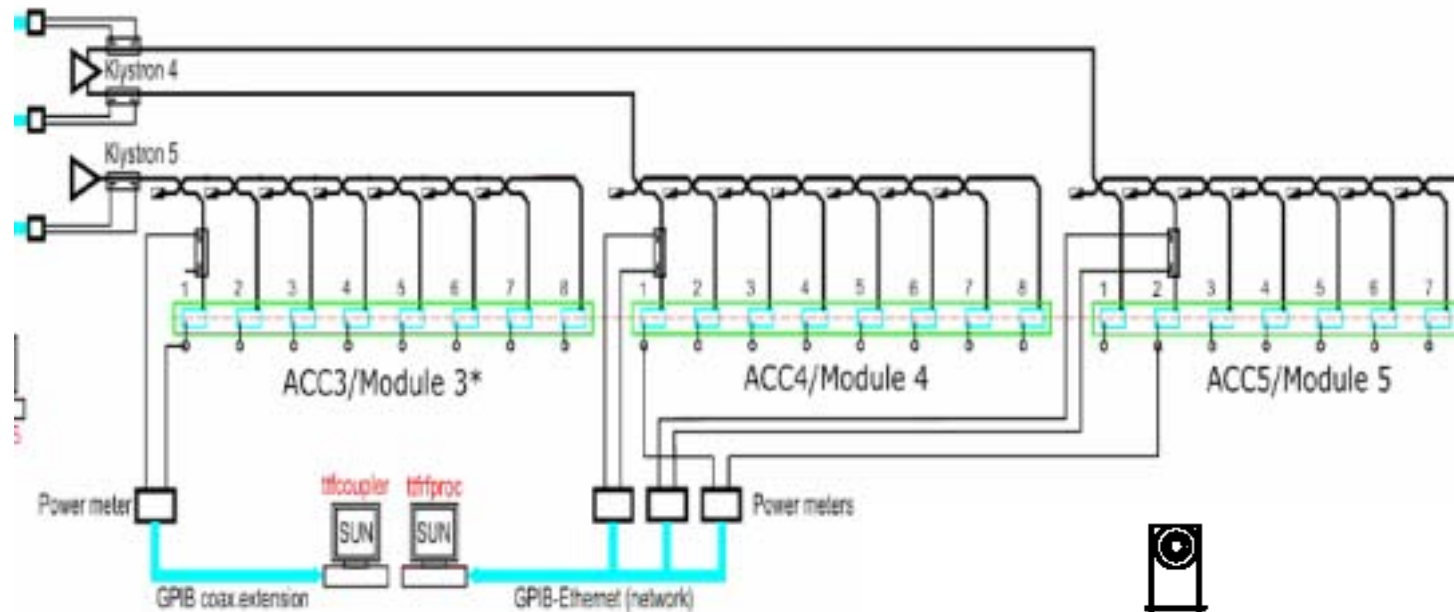 Klystron 4
Klystron 5
1 2 3 4 5 6 7 8
1 2 3 4 5 6 7 8
1 2 3 4 5 6 7
ACC3/Module 3*
ACC4/Module 4
ACC5/Module 5
5
Power meter
ttfcoupler
ttfrfproc
SUN
SUN
Power meters
GPIB coax.extension
GPIB-Ethernet (network)